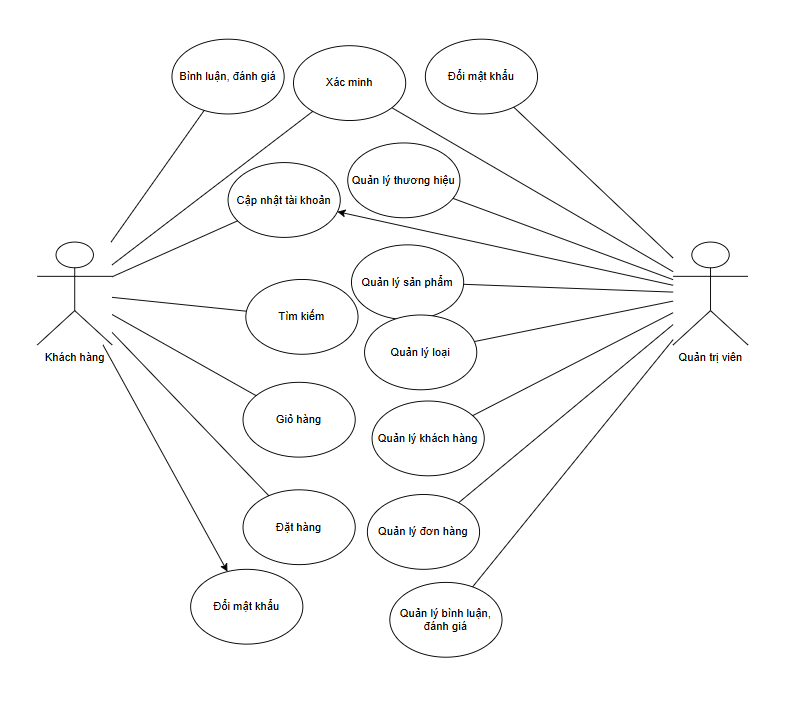 Bình luận, đánh giá
Xác minh
Đổi mật khẩu
Cập nhật tài khoản
Quản lý thương hiệu
Quản lý sản phẩm
Tìm kiếm
Quản lý loại
Khách hàng
Quản trị viên
Giỏ hàng
Quản lý khách hàng
Đặt hàng
Quản lý đơn hàng
Đổi mật khẩu
Quản lý bình luận,
đánh giá